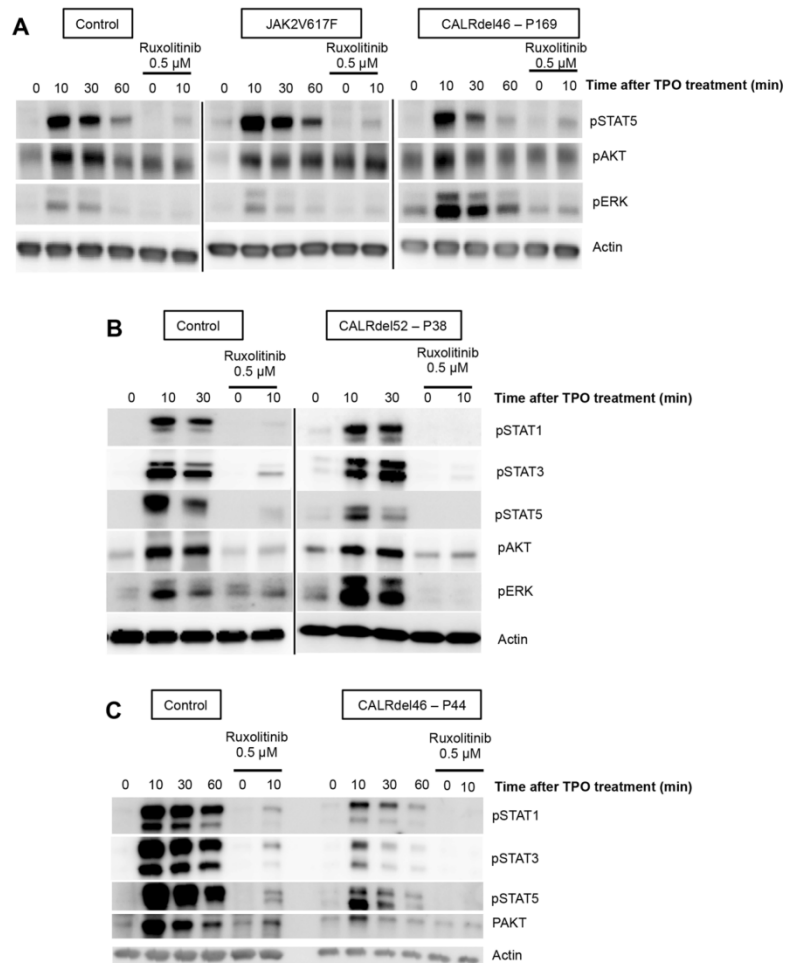 A
Control
JAK2V617F
CALRdel46 – P169
Ruxolitinib
0.5 µM
Ruxolitinib
0.5 µM
Ruxolitinib
0.5 µM
0 10 30 60 0 10 0 10 30 60 0 10 0 10 30 60 0 10 Time after TPO treatment (min)
pSTAT5
pAKT
pERK
Actin
B
Control
CALRdel52 – P38
Ruxolitinib
0.5 µM
Ruxolitinib
0.5 µM
0 10 30 0 10 0 10 30 0 10 Time after TPO treatment (min)
pSTAT1
pSTAT3
pSTAT5
pAKT
pERK
Actin
C
Control
CALRdel46 – P44
Ruxolitinib
0.5 µM
Ruxolitinib
0.5 µM
0 10 30 60 0 10 0 10 30 60 0 10 Time after TPO treatment (min)
pSTAT1
pSTAT3
pSTAT5
PAKT
Actin